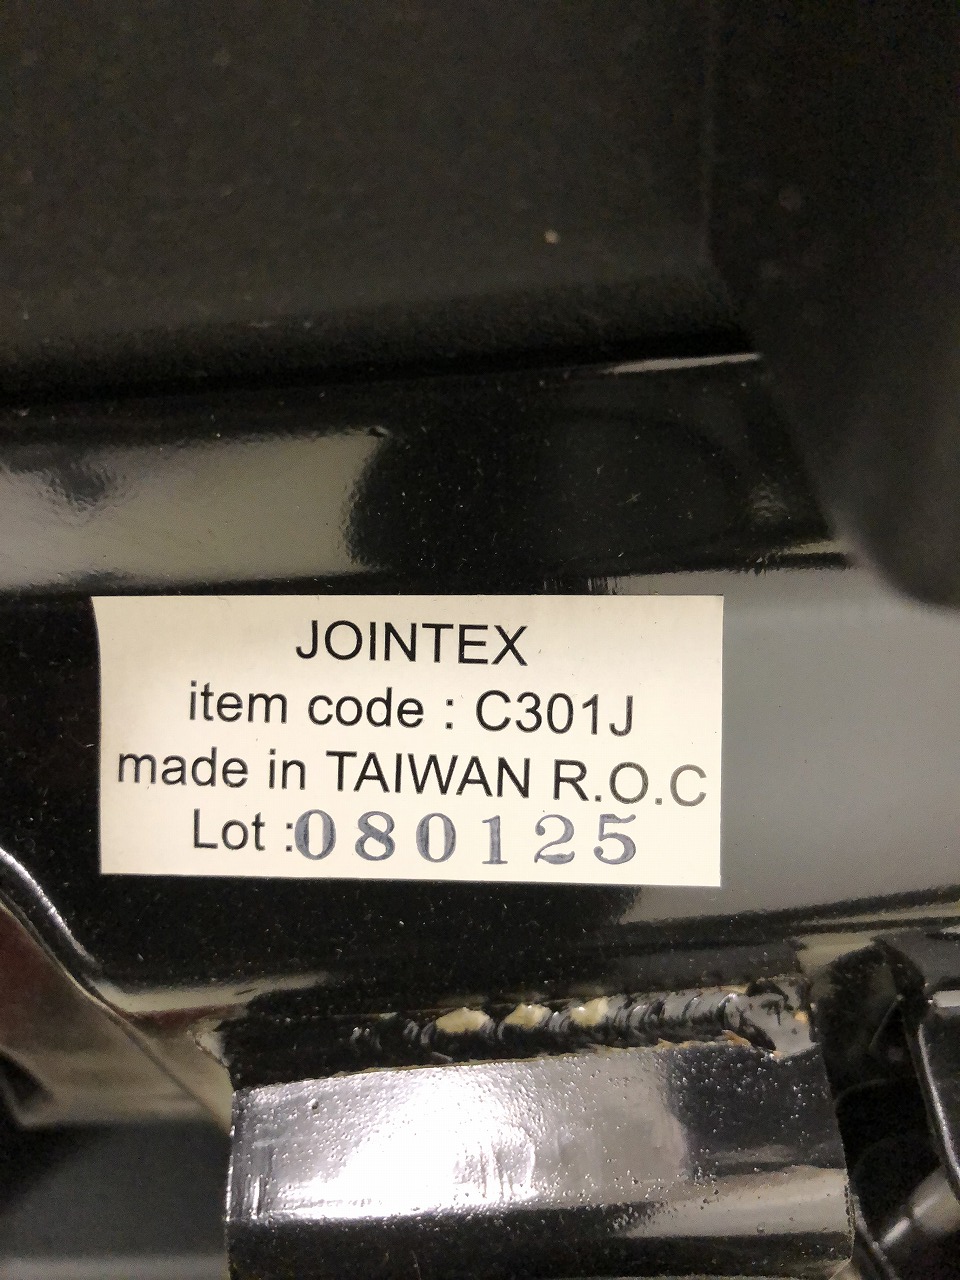 JOINTEX
item code : C301J
made in TAIWAN R.O.C
Lot :080125